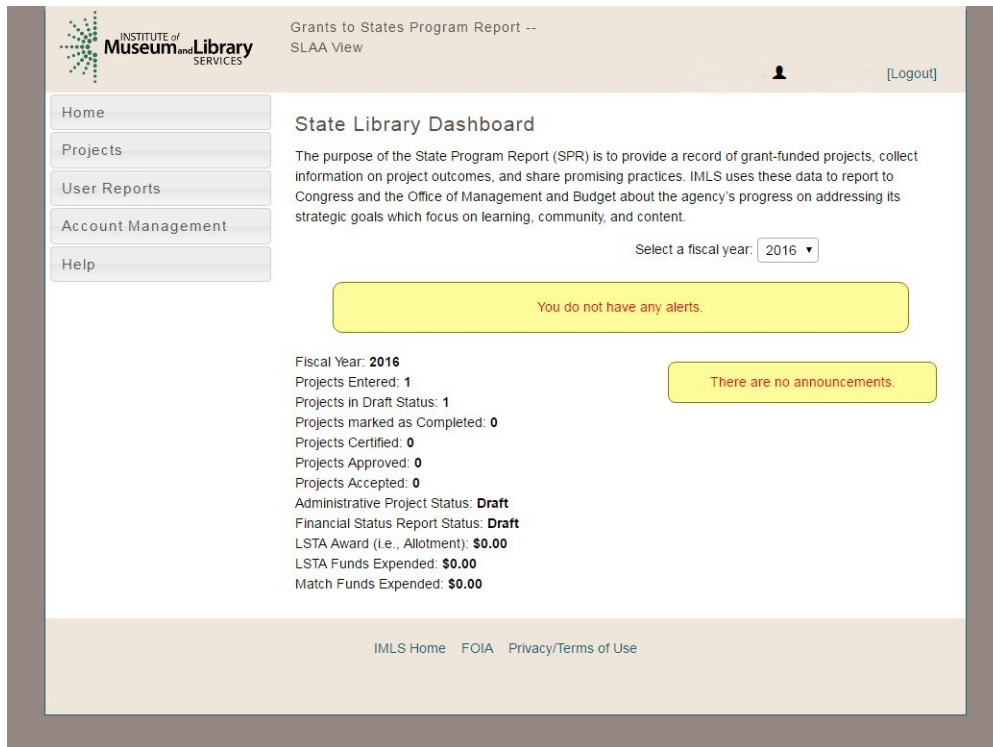 INSTITUTE of
Museum and Library
SERVICES
Grants to States Program Report --
SLAA View
[Logout]
Home
Projects
User Reports
Account Management
Help
State Library Dashboard
The purpose of the State Program Report (SPR) is to provide a record of grant-funded projects, collect
information on project outcomes, and share promising practices. IMLS uses these data to report to
Congress and the Office of Management and Budget about the agency's progress on addressing its
strategic goals which focus on learning, community, and content.
Select a fiscal year: 2016
You do not have any alerts.
Fiscal Year: 2016
Projects Entered: 1
Projects in Draft Status: 1
Projects marked as Completed: 0
Projects Certified: 0
Projects Approved: 0
Projects Accepted: 0
Administrative Project Status: Draft
Financial Status Report Status: Draft
LSTA Award (i.e., Allotment): $0.00
LSTA Funds Expended: $0.00
Match Funds Expended: $0.00
There are no announcements.
IMLS Home FOIA Privacy/Terms of Use